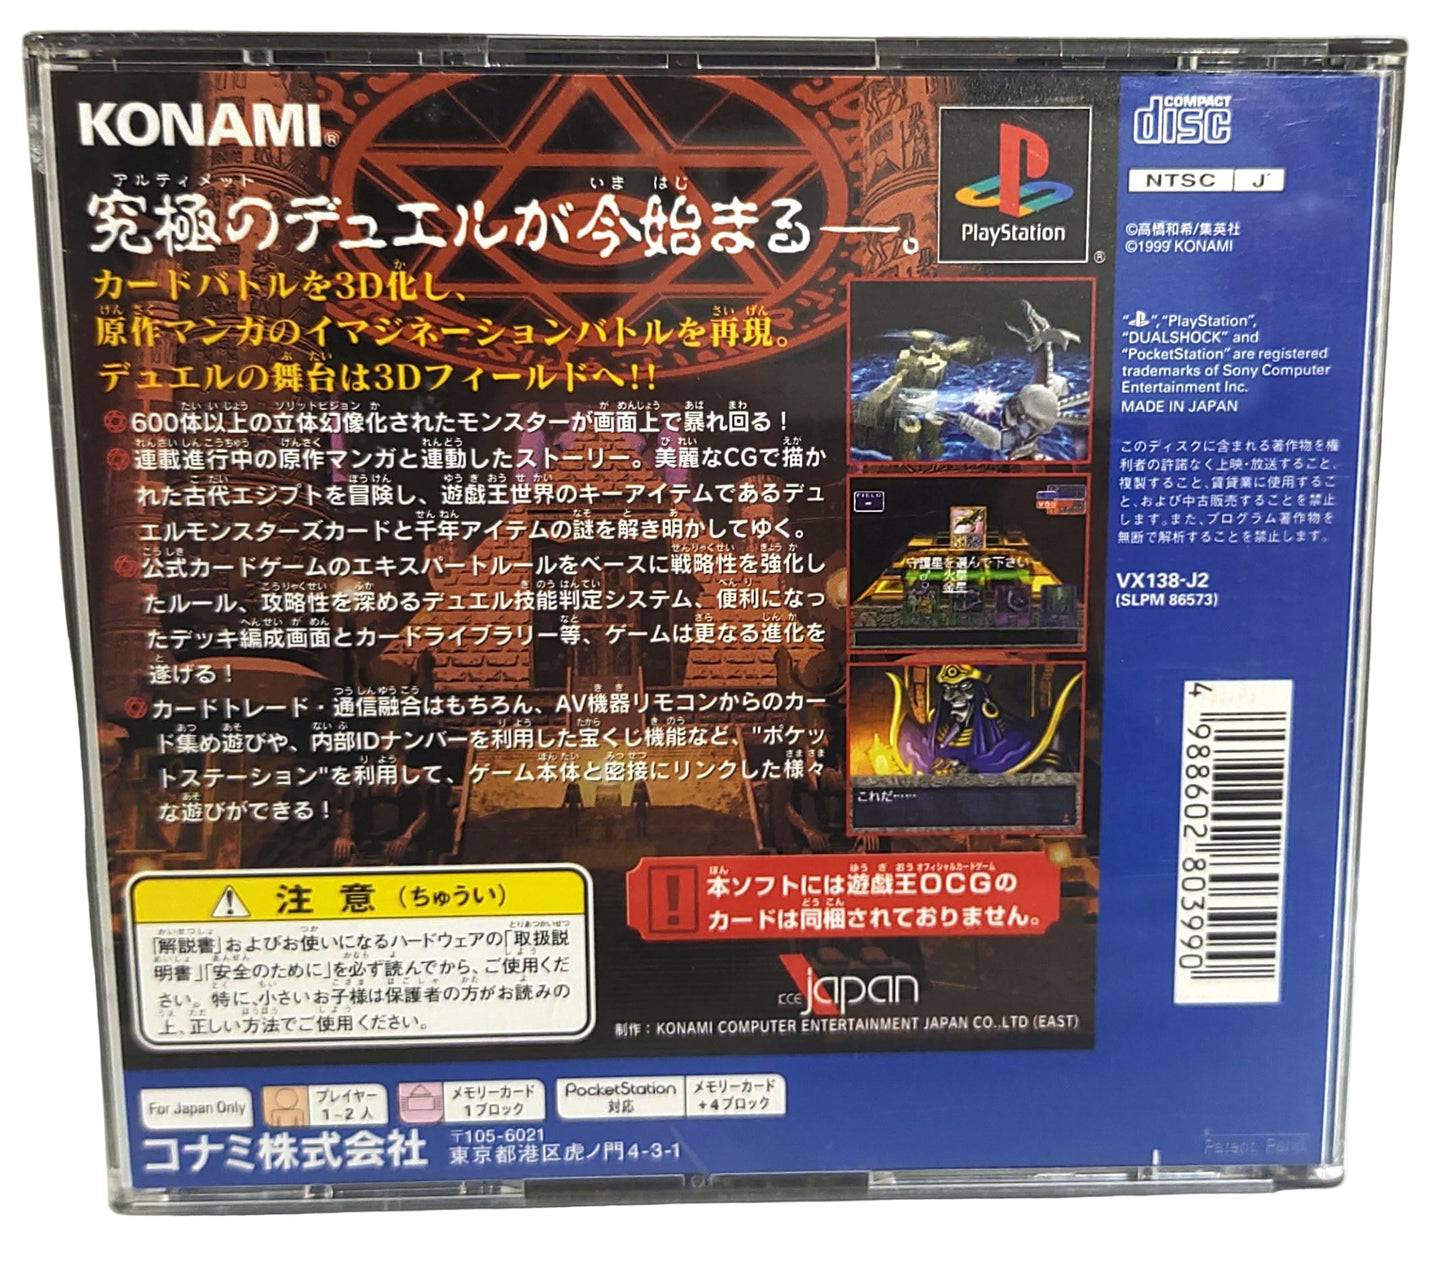 KONAMI®
アルティメット いま はじ
究極のデュエルが今始まる―。
カードバトルを3D化し、
原作マンガのイマジネーションバトルを再現。
デュエルの舞台は3Dフィールドへ!!
600体以上の立体幻像化されたモンスターが画面上で暴れ回る！
連載進行中の原作マンガと連動したストーリー。美麗なCGで描か
れた古代エジプトを冒険し、遊戯王世界のキーアイテムであるデュ
エルモンスターズカードと千年アイテムの謎を解き明かしてゆく。
公式カードゲームのエキスパートルールをベースに戦略性を強化し
たルール、攻略性を深めるデュエル技能判定システム、便利になっ
たデッキ編成画面とカードライブラリー等、ゲームは更なる進化を
遂げる！
カードトレード・通信融合はもちろん、AV機器リモコンからのカー
ド集め遊びや、内部IDナンバーを利用した宝くじ機能など、"ポケッ
トステーション"を利用して、ゲーム本体と密接にリンクした様々
な遊びができる！
PlayStation
®
FIELD
守護星を選んで下さい
火星
金星
これだ……
注意（ちゅうい）
「解説書」およびお使いになるハードウェアの「取扱説
明書」「安全のために」を必ず読んでから、ご使用くだ
さい。特に、小さいお子様は保護者の方がお読みの
上、正しい方法でご使用ください。
本ソフトには遊戯王OCGの
カードは同梱されておりません。
KCE japan
制作：KONAMI COMPUTER ENTERTAINMENT JAPAN CO.,LTD (EAST)
For Japan Only
プレイヤー
1~2人
メモリーカード
1ブロック
PocketStation
対応
メモリーカード
+4ブロック
コナミ株式会社
〒105-6021
東京都港区虎ノ門4-3-1
COMPACT
disc
NTSC J
©高橋和希/集英社
©1999 KONAMI
" ","PlayStation",
"DUALSHOCK" and
"PocketStation" are registered
trademarks of Sony Computer
Entertainment Inc.
MADE IN JAPAN
このディスクに含まれる著作物を権
利者の許諾なく上映・放送すること、
複製すること、賃貸業に使用するこ
と、および中古販売することを禁止
します。また、プログラム著作物を
無断で解析することを禁止します。
VX138-J2
(SLPM 86573)
4 988602 803990
Patent Pend